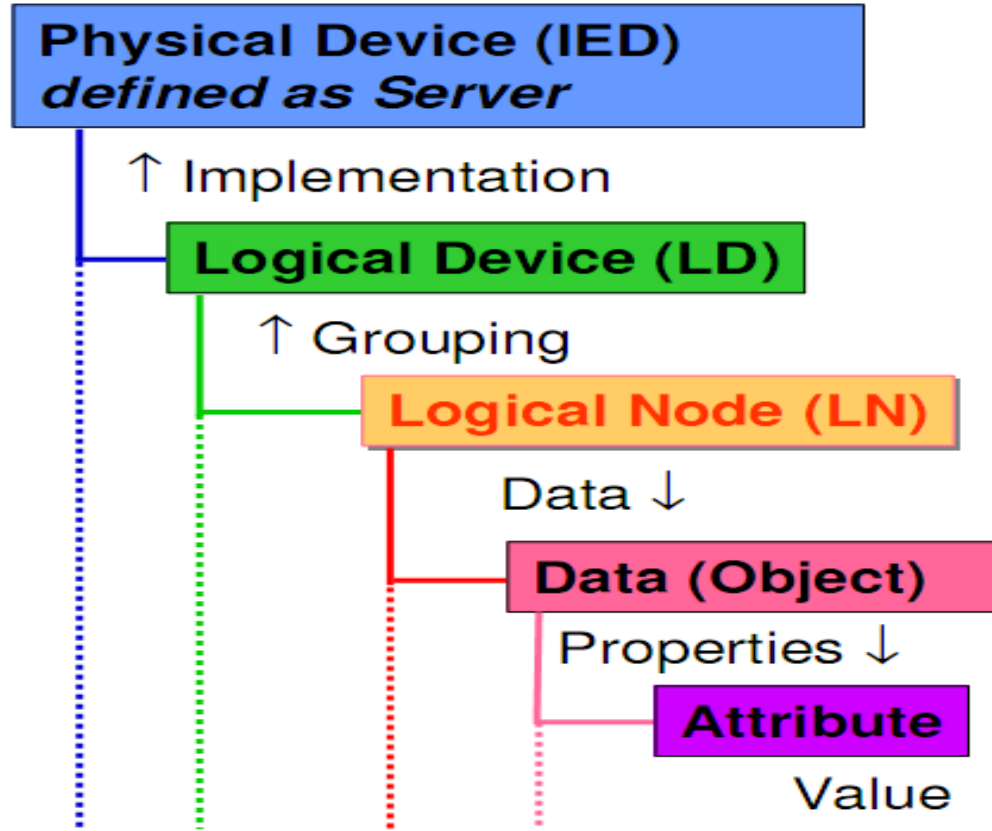 Physical Device (IED)
defined as Server
↑ Implementation
Logical Device (LD)
↑ Grouping
Logical Node (LN)
Data ↓
Data (Object)
Properties ↓
Attribute
Value